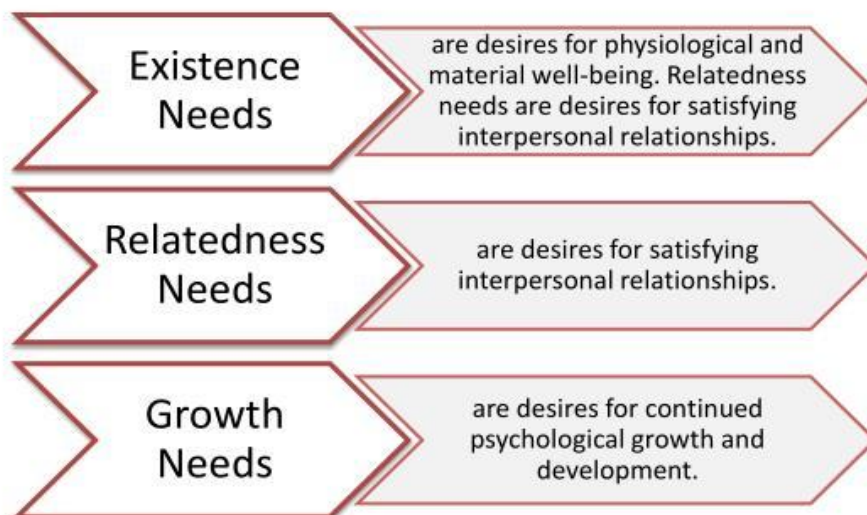 Existence
Needs
are desires for physiological and
material well-being. Relatedness
needs are desires for satisfying
interpersonal relationships.
Relatedness
Needs
are desires for satisfying
interpersonal relationships.
Growth
Needs
are desires for continued
psychological growth and
development.